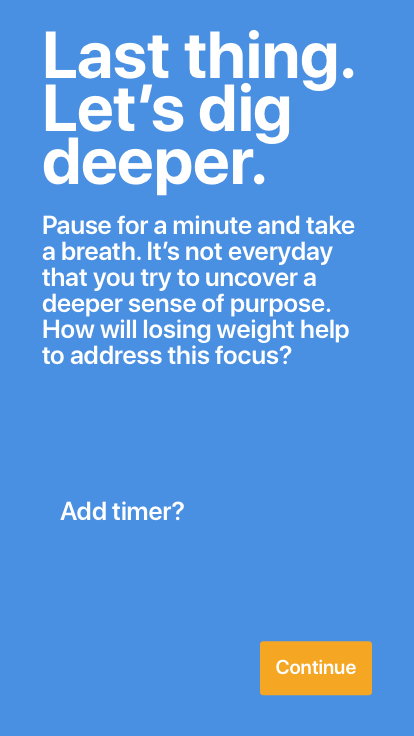 Last thing.
Let’s dig
deeper.
Pause for a minute and take
a breath. It’s not everyday
that you try to uncover a
deeper sense of purpose.
How will losing weight help
to address this focus?
Add timer?
Continue